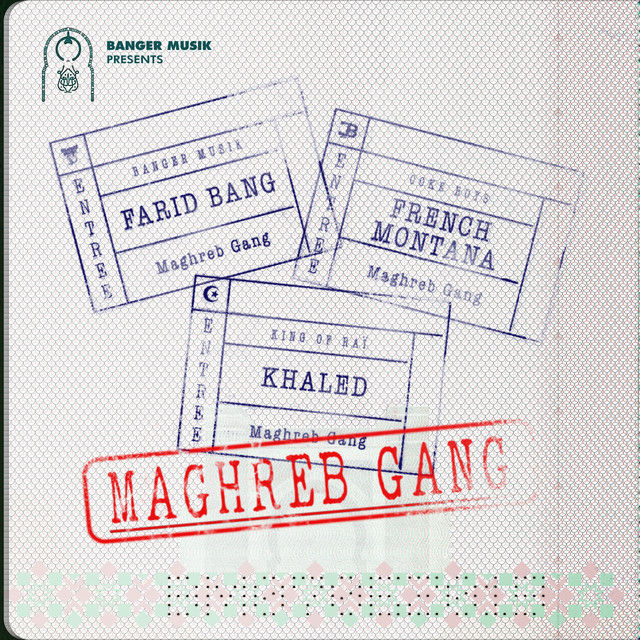 BANGER MUSIK
PRESENTS
ENTREE
BANGER MUSIK
FARID BANG
Maghreb Gang
ENTREE
COKE BOYS
FRENCH
MONTANA
Maghreb Gang
ENTREE
KING OF RAÏ
KHALED
Maghreb Gang
MAGHREB GANG